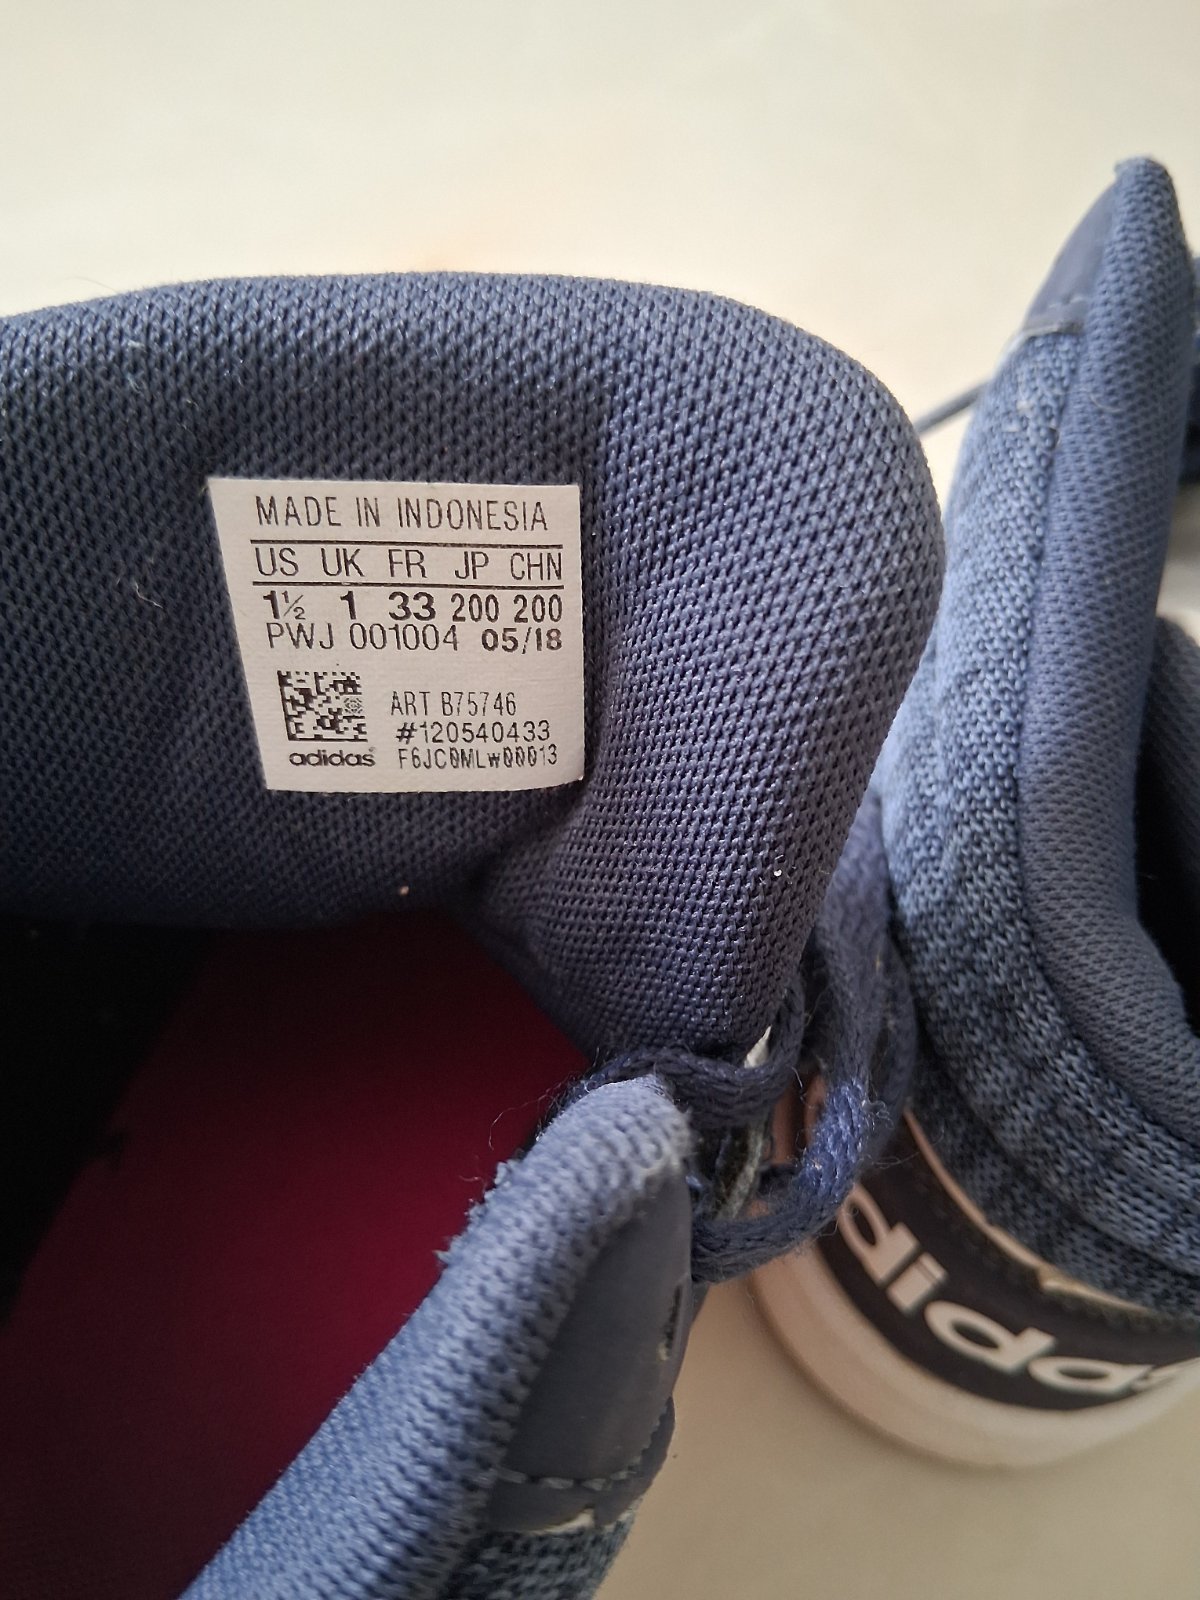 MADE IN INDONESIA
US UK FR JP CHN
1½ 1 33 200 200
PWJ 001004 05/18
ART B75746
#120540433
adidas F6JC0MLw00013
adidas